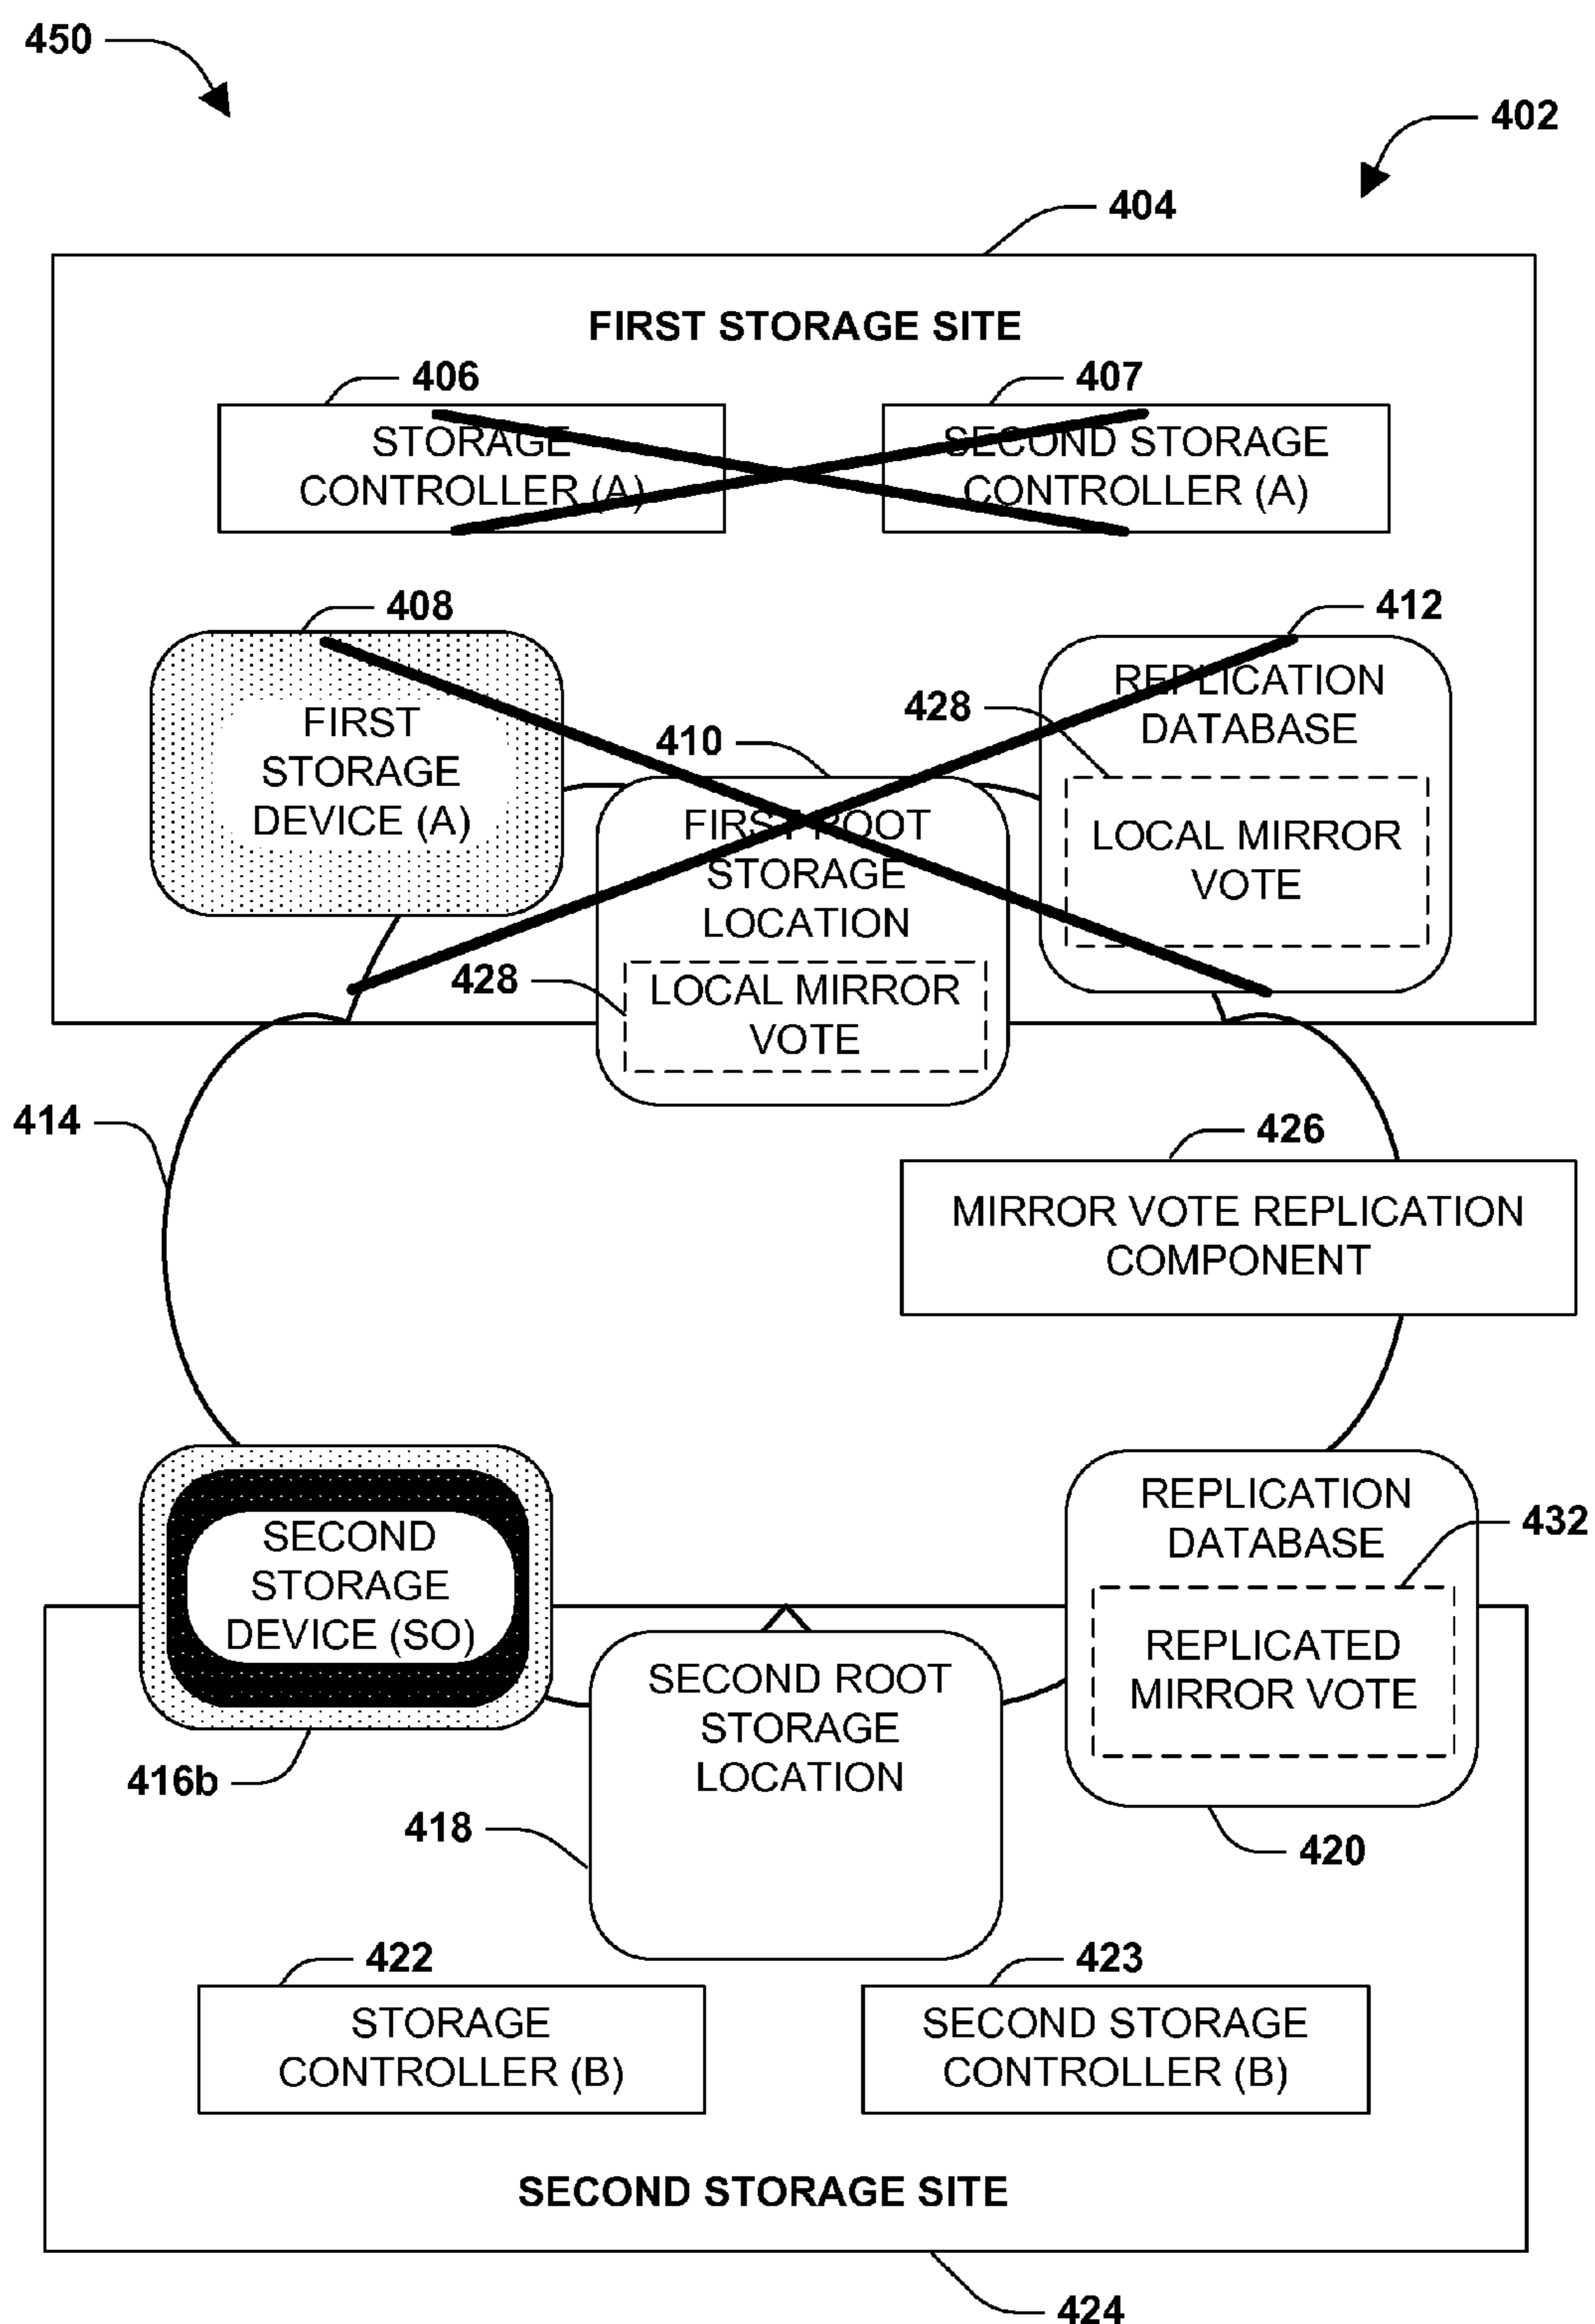 450
402
404
FIRST STORAGE SITE
406
407
STORAGE
CONTROLLER (A)
SECOND STORAGE
CONTROLLER (A)
408
412
FIRST
STORAGE
DEVICE (A)
REPLICATION
DATABASE
428
410
LOCAL MIRROR
VOTE
FIRST ROOT
STORAGE
LOCATION
428
LOCAL MIRROR
VOTE
414
426
MIRROR VOTE REPLICATION
COMPONENT
SECOND
STORAGE
DEVICE (SO)
REPLICATION
DATABASE
432
REPLICATED
MIRROR VOTE
SECOND ROOT
STORAGE
LOCATION
416b
418
420
422
423
STORAGE
CONTROLLER (B)
SECOND STORAGE
CONTROLLER (B)
SECOND STORAGE SITE
424